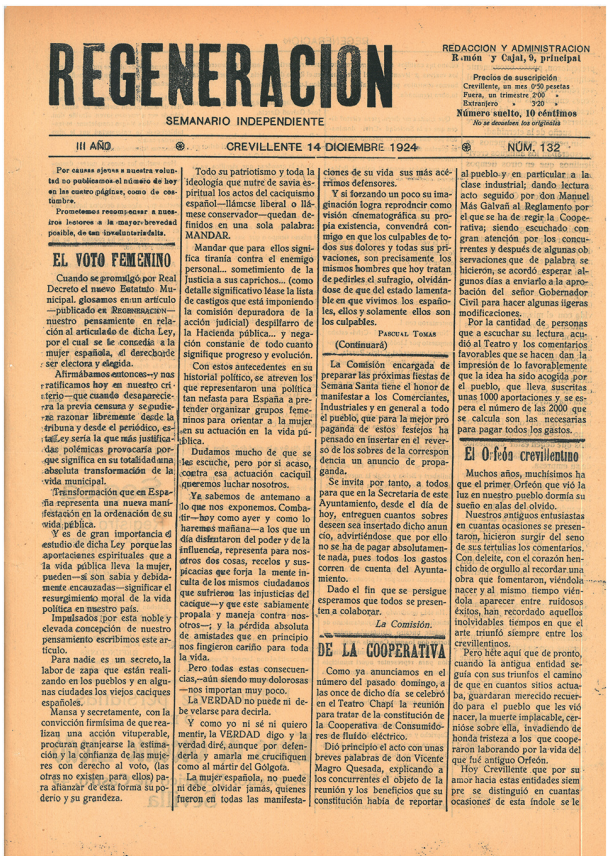 REGENERACION
SEMANARIO INDEPENDIENTE
REDACCION Y ADMINISTRACION
Ramón y Cajal, 9, principal
Precios de suscripción
Crevillente, un mes 0'50 pesetas
Fuera, un trimestre 2'00 »
Extranjero » 3'20 »
Número suelto, 10 céntimos
No se devuelven los originales
III AÑO
CREVILLENTE 14 DICIEMBRE 1924
NÚM. 132
Por causas ajenas a nuestra volun-
tad no publicamos el número de hoy
en las cuatro páginas, como de cos-
tumbre.
Prometemos recompensar a nues-
tros lectores a la mayor brevedad
posible, de tan involuntaria falta.
EL VOTO FEMENINO
Cuando se promulgó por Real
Decreto el nuevo Estatuto Mu-
nicipal. glosamos en un artículo
—publicado en REGENERACIÓN—
nuestro pensamiento en rela-
ción al articulado de dicha Ley,
por el cual se le concedia a la
mujer española, el derecho de
ser electora y elegida.
Afirmábamos entonces—y nos
ratificamos hoy en nuestro cri-
terio—que cuando desaparecie-
ra la previa censura y se pudie-
ra razonar libremente desde la
tribuna y desde el periódico, es-
ta Ley sería la que más justifica-
das polémicas provocaría por-
que significa en su totalidad una
absoluta transformación de la
vida municipal.
Transformación que en Espa-
ña representa una nueva mani-
festación en la ordenación de su
vida pública.
Y es de gran importancia el
estudio de dicha Ley porque las
aportaciones espirituales que a
la vida pública lleva la mujer,
pueden—si son sabia y debida-
mente encauzadas—significar el
resurgimiento moral de la vida
política en nuestro país.
Impulsados por esta noble y
elevada concepción de nuestro
pensamiento escribimos este ar-
tículo.
Para nadie es un secreto, la
labor de zapa que están reali-
zando en los pueblos y en algu-
nas ciudades los viejos caciques
españoles.
Mansa y secretamente, con la
convicción firmísima de que rea-
lizan una acción vituperable,
procuran granjearse la estima-
ción y la confianza de las muje-
res con derecho al voto, (las
otras no existen para ellos) pa-
ra afianzar de esta forma su po-
derío y su grandeza.
Todo su patriotismo y toda la
ideologia que nutre de savia es-
piritual los actos del caciquismo
español—llámese liberal o llá-
mese conservador—quedan de-
finidos en una sola palabra:
MANDAR.
Mandar que para ellos signi-
fica tiranía contra el enemigo
personal... sometimiento de la
justicia a sus caprichos... (como
detalle significativo léase la lista
de castigos que está imponiendo
la comisión depuradora de la
acción judicial) despilfarro de
la Hacienda pública... y nega-
ción constante de todo cuanto
signifique progreso y evolución.
Con estos antecedentes en su
historial político, se atreven los
que representaron una política
tan nefasta para España a pre-
tender organizar grupos feme-
ninos para orientar a la mujer
en su actuación en la vida pú-
blica.
Dudamos mucho de que se
les escuche, pero por si acaso,
contra esa actuación caciquil
queremos luchar nosotros.
Ya sabemos de antemano a
lo que nos exponemos. Comba-
tir—hoy como ayer y como lo
haremos mañana—a los que un
día disfrutaron del poder y de la
influencia, representa para noso-
tros dos cosas, recelos y sus-
picacias que forja la mente in-
culta de los mismos ciudadanos
que sufrieron las injusticias del
cacique—y que este sabiamente
propala y maneja contra noso-
tros—; y la pérdida absoluta
de amistades que en principio
nos fingieron cariño para toda
la vida.
Pero todas estas consecuen-
cias,—aún siendo muy dolorosas
—nos importan muy poco.
La VERDAD no puede ni de-
be velarse para decirla.
Y como yo ni sé ni quiero
mentir, la VERDAD digo y la
verdad diré, aunque por defen-
derla y amarla me crucifiquen
como al mártir del Gólgota.
La mujer española, no puede
ni debe olvidar jamás, quienes
fueron en todas las manifesta-
ciones de su vida sus más acé-
rrimos defensores.
Y si forzando un poco su ima-
ginación logra reproducir como
visión cinematográfica su pro-
pia existencia, convendrá con-
migo en que los culpables de to-
dos sus dolores y todas sus pri-
vaciones, son precisamente los
mismos hombres que hoy tratan
de pedirles el sufragio, olvidán-
dose de que del estado lamenta-
ble en que vivimos los españo-
les, ellos y solamente ellos son
los culpables.
PASCUAL TOMAS
(Continuará)
La Comisión encargada de
preparar las próximas fiestas de
Semana Santa tiene el honor de
manifestar a los Comerciantes,
Industriales y en general a todo
el pueblo, que para la mejor pro
paganda de estos festejos ha
pensado en insertar en el rever-
so de los sobres de la correspon
dencia un anuncio de propa-
ganda.
Se invita por tanto, a todos
para que en la Secretaria de este
Ayuntamiento, desde el día de
hoy, entreguen cuantos sobres
deseen sea insertado dicho anun
cio, advirtiéndose que por ello
no se ha de pagar absolutamen-
te nada, pues todos los gastos
corren de cuenta del Ayunta-
miento.
Dado el fin que se persigue
esperamos que todos se presen-
ten a colaborar.
La Comisión.
DE LA COOPERATIVA
Como ya anunciamos en el
número del pasado domingo, a
las once de dicho día se celebró
en el Teatro Chapí la reunión
para tratar de la constitución de
la Cooperativa de Consumido-
res de fluído eléctrico.
Dió principio el acto con unas
breves palabras de don Vicente
Magro Quesada, explicando a
los concurrentes el objeto de la
reunión y los beneficios que su
constitución había de reportar
al pueblo y en particular a la
clase industrial; dando lectura
acto seguido por don Manuel
Más Galvañ al Reglamento por
el que se ha de regir la Coope-
rativa; siendo escuchado con
gran atención por los concu-
rrentes y después de algunas ob
servaciones que de palabra se
hicieron, se acordó esperar al-
gunos días a enviarlo a la apro-
bación del señor Gobernador
Civil para hacer algunas ligeras
modificaciones.
Por la cantidad de personas
que a escuchar su lectura acu-
dió al Teatro y los comentarios
favorables que se hacen dan la
impresión de lo favorablemente
que la idea ha sido acogida por
el pueblo, que lleva suscritas
unas 1000 aportaciones y se es-
pera el número de las 2000 que
se calcula son las necesarias
para pagar todos los gastos.
El Orfeón crevillentino
Muchos años, muchísimos ha
que el primer Orfeón que vió la
luz en nuestro pueblo dormía su
sueño en alas del olvido.
Nuestros antiguos entusiastas
en cuantas ocasiones se presen-
taron, hicieron surgir del seno
de sus tertulias los comentarios.
Con deleite, con el corazón hen-
chido de orgullo al recordar una
obra que fomentaron, viéndola
nacer y al mismo tiempo vién-
dola aparecer entre ruidosos
éxitos, han recordado aquellos
inolvidables tiempos en que el
arte triunfó siempre entre los
crevillentinos.
Pero héte aquí que de pronto,
cuando la antigua entidad se
guía con sus triunfos el camino
de que en cuantos sitios actua
ba, guardaran merecido recuer-
do para el pueblo que les vió
nacer, la muerte implacable, cer-
niose sobre ella, invadiendo de
honda tristeza a los que coope-
raron laborando por la vida del
que fué antiguo Orfeón.
Hoy Crevillente que por su
amor hacia estas entidades siem
pre se distinguió en cuantas
ocasiones de esta índole se le